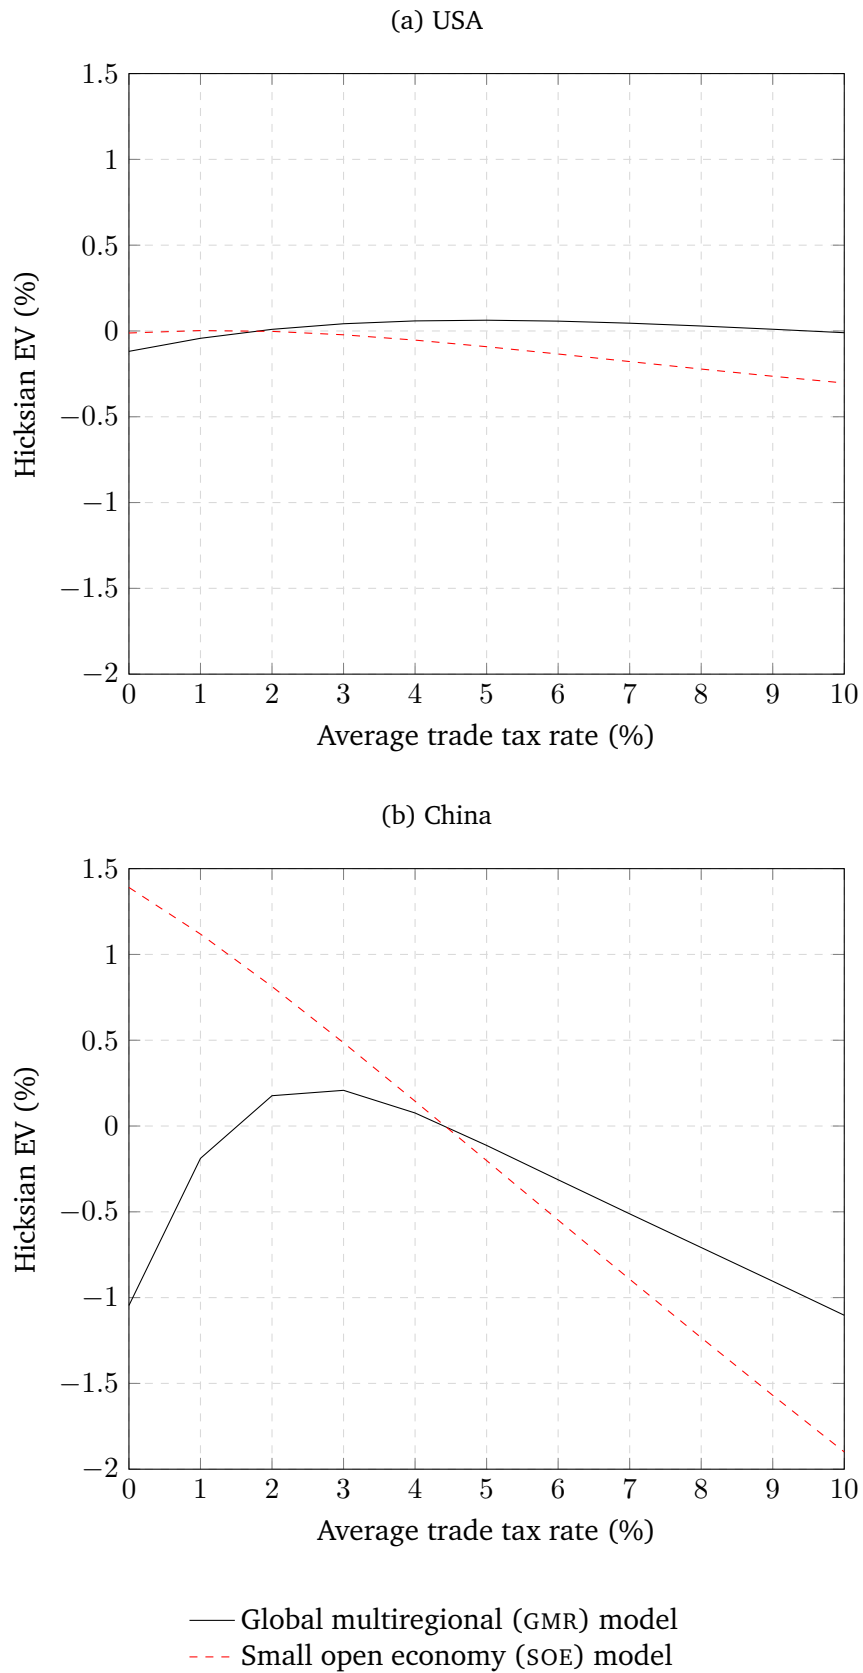 (a) USA
1.5
1
0.5
0
−0.5
−1
−1.5
−2
Hicksian EV (%)
0 1 2 3 4 5 6 7 8 9 10
Average trade tax rate (%)
(b) China
1.5
1
0.5
0
−0.5
−1
−1.5
−2
Hicksian EV (%)
0 1 2 3 4 5 6 7 8 9 10
Average trade tax rate (%)
Global multiregional (GMR) model
Small open economy (SOE) model